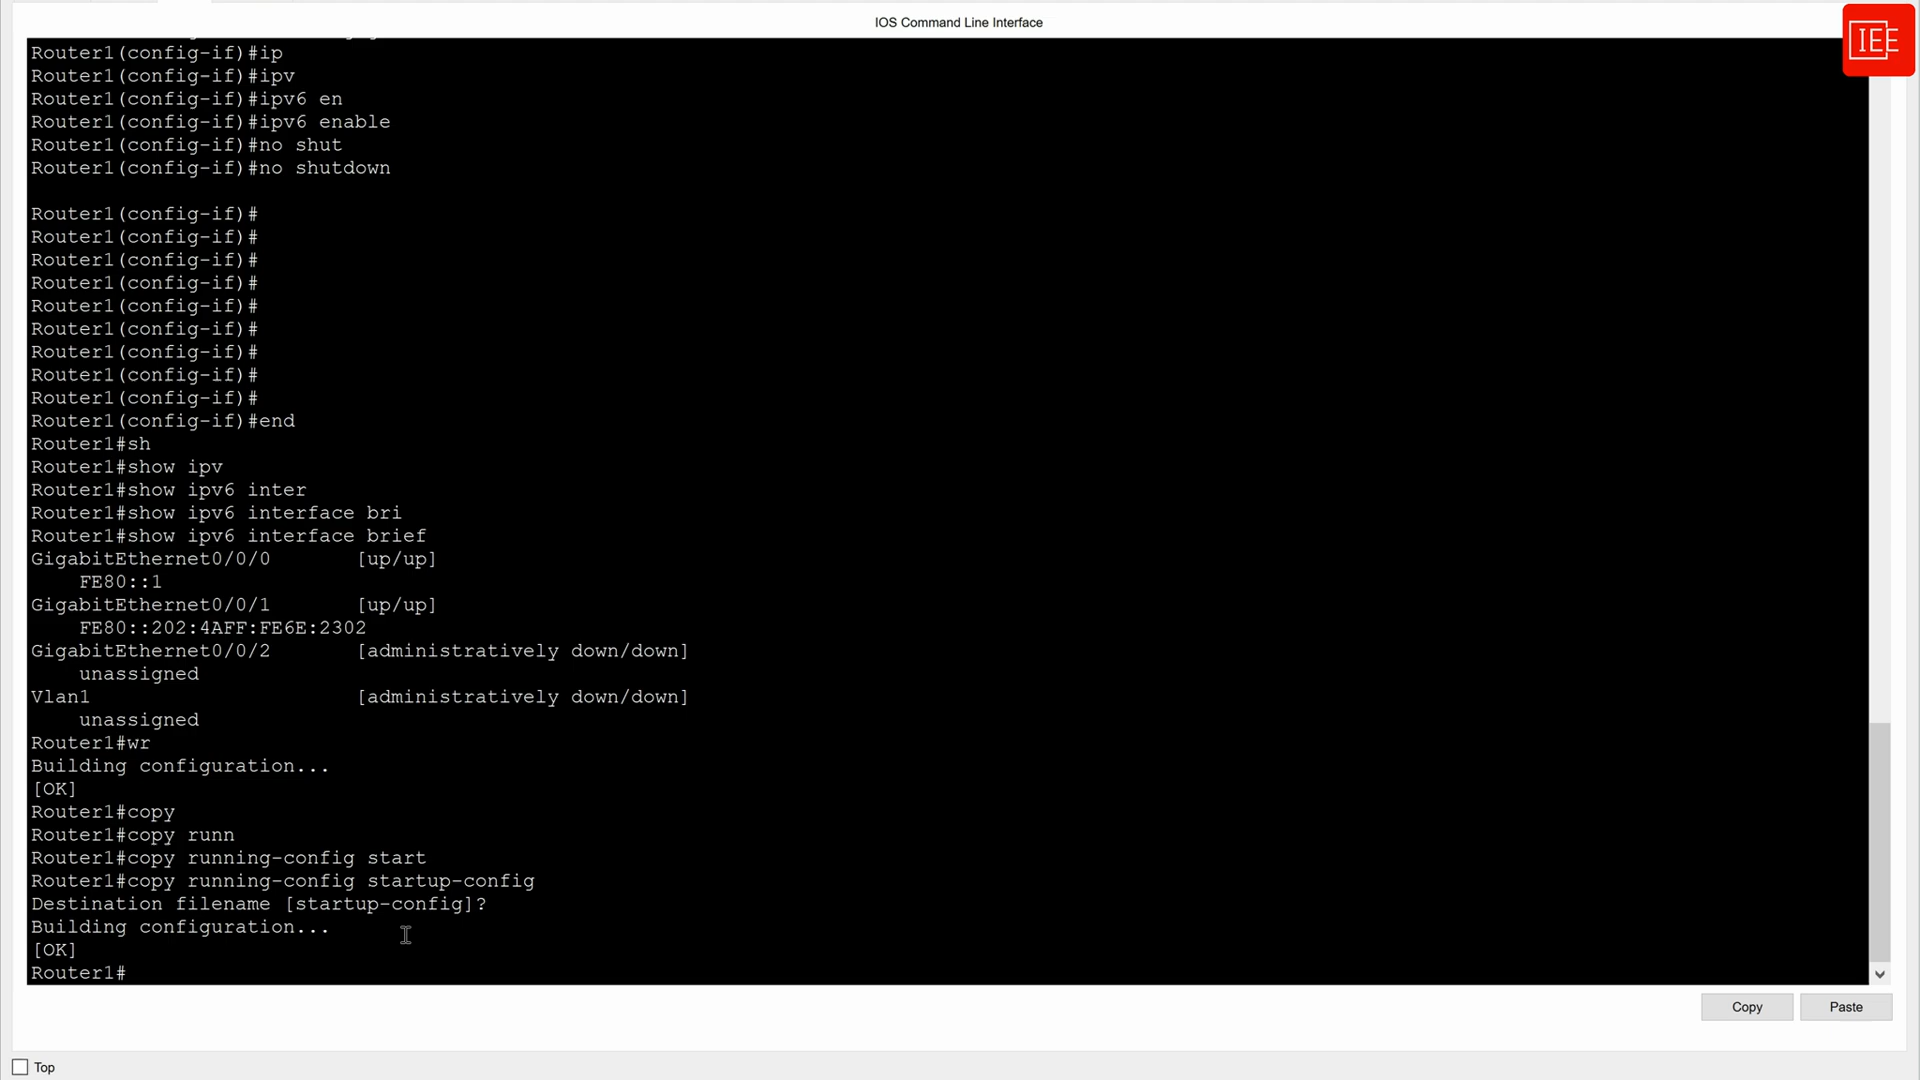 IOS Command Line Interface
IEE
Router1(config-if)#ip
Router1(config-if)#ipv
Router1(config-if)#ipv6 en
Router1(config-if)#ipv6 enable
Router1(config-if)#no shut
Router1(config-if)#no shutdown
Router1(config-if)#
Router1(config-if)#
Router1(config-if)#
Router1(config-if)#
Router1(config-if)#
Router1(config-if)#
Router1(config-if)#
Router1(config-if)#
Router1(config-if)#
Router1(config-if)#end
Router1#sh
Router1#show ipv
Router1#show ipv6 inter
Router1#show ipv6 interface bri
Router1#show ipv6 interface brief
GigabitEthernet0/0/0 [up/up]
FE80::1
GigabitEthernet0/0/1 [up/up]
FE80::202:4AFF:FE6E:2302
GigabitEthernet0/0/2 [administratively down/down]
unassigned
Vlan1 [administratively down/down]
unassigned
Router1#wr
Building configuration...
[OK]
Router1#copy
Router1#copy runn
Router1#copy running-config start
Router1#copy running-config startup-config
Destination filename [startup-config]?
Building configuration...
[OK]
Router1#
Copy Paste
Top